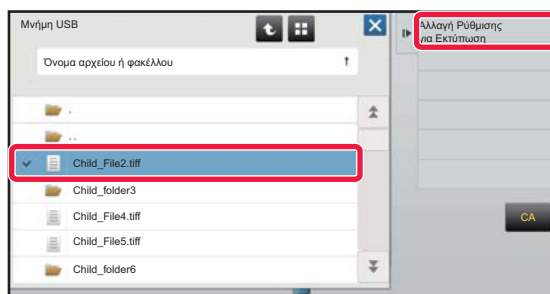 Μνήμη USB
Αλλαγή Ρύθμισης
για Εκτύπωση
Όνομα αρχείου ή φακέλλου
.
..
Child_File2.tiff
Child_folder3
Child_File4.tiff
Child_File5.tiff
CA
Child_folder6